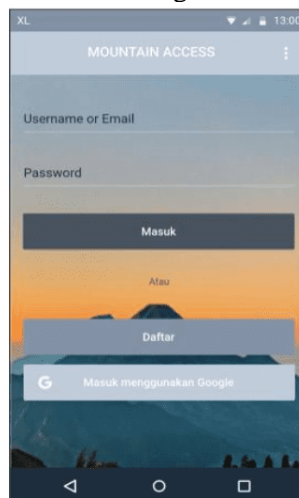 XL 13:00
MOUNTAIN ACCESS
Username or Email
Password
Masuk
Atau
Daftar
G Masuk menggunakan Google